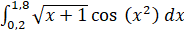 ∫_{0,2}^{1,8} √(x + 1) cos (x²) dx